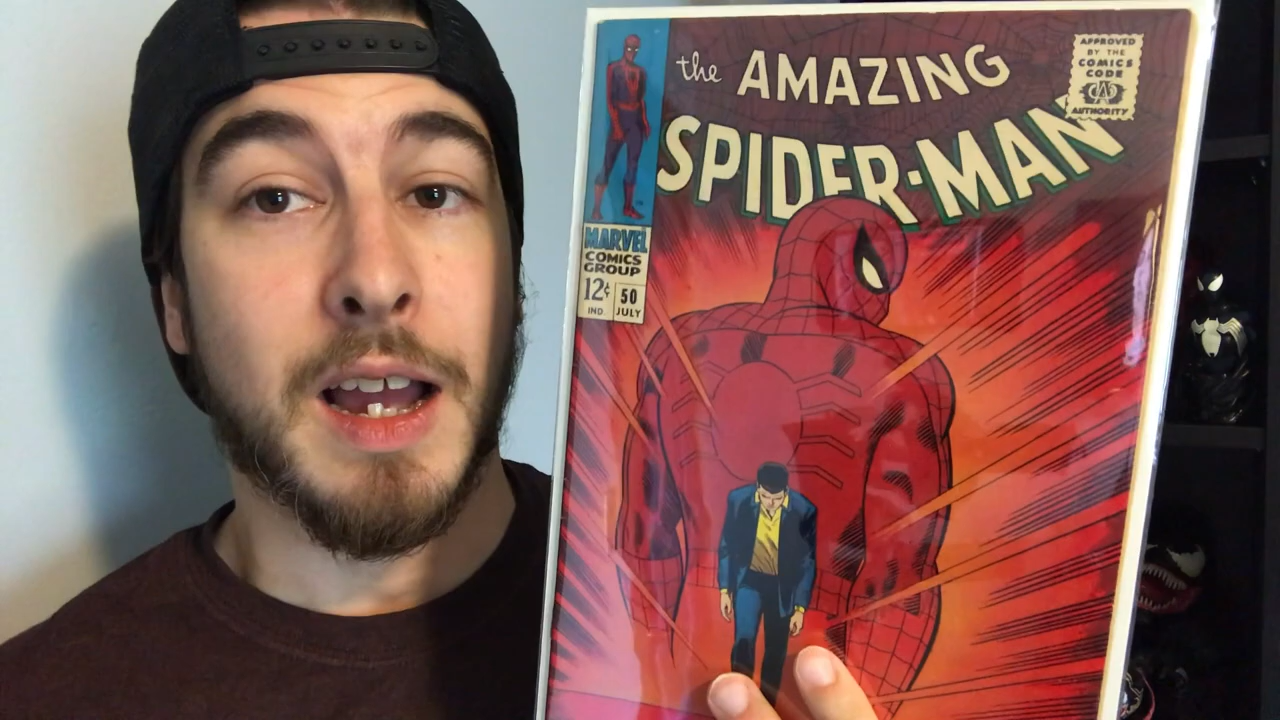 the AMAZING
SPIDER-MAN
APPROVED
BY THE
COMICS
CODE
CA
AUTHORITY
MARVEL
COMICS
GROUP
12¢
IND.
50
JULY